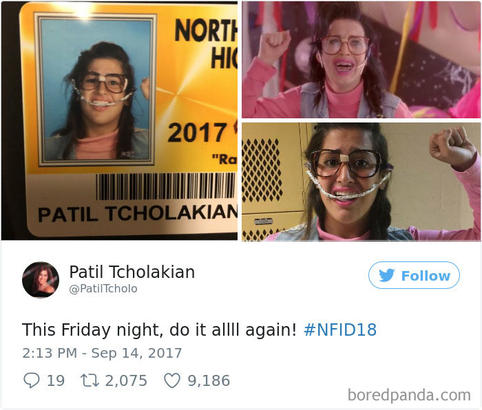 NORTH
HIG
2017
"Ra
PATIL TCHOLAKIAN
Patil Tcholakian
@PatilTcholo
Follow
This Friday night, do it allll again! #NFID18
2:13 PM - Sep 14, 2017
19 2,075 9,186
boredpanda.com